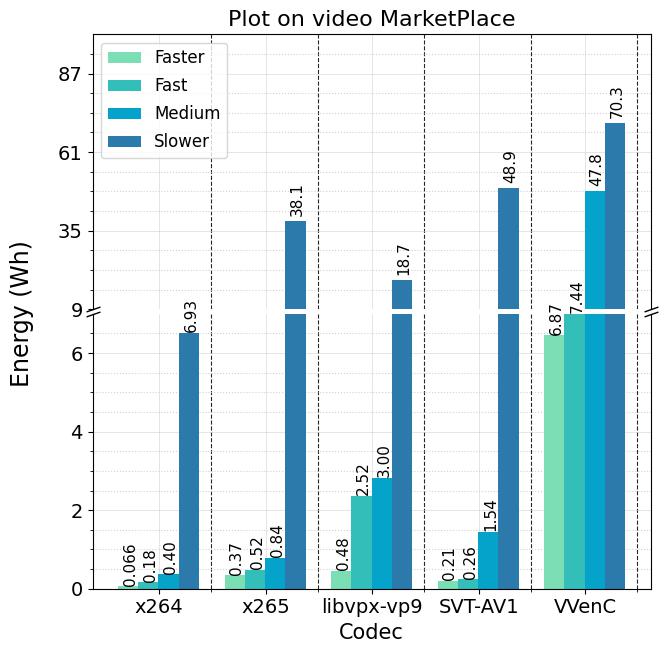 Plot on video MarketPlace
Faster
Fast
Medium
Slower
Energy (Wh)
87
61
35
9
6
4
2
0
0.066
0.18
0.40
6.93
0.37
0.52
0.84
38.1
0.48
2.52
3.00
18.7
0.21
0.26
1.54
48.9
6.87
7.44
47.8
70.3
x264
x265
libvpx-vp9
SVT-AV1
VVenC
Codec